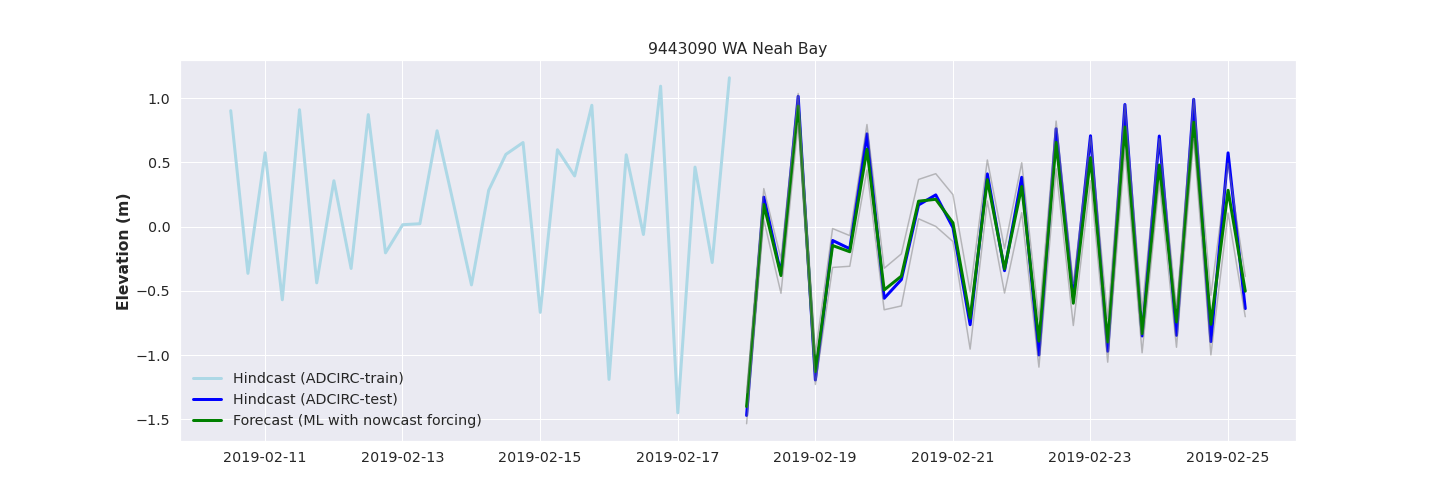 9443090 WA Neah Bay
Elevation (m)
1.0
0.5
0.0
−0.5
−1.0
−1.5
Hindcast (ADCIRC-train)
Hindcast (ADCIRC-test)
Forecast (ML with nowcast forcing)
2019-02-11 2019-02-13 2019-02-15 2019-02-17 2019-02-19 2019-02-21 2019-02-23 2019-02-25